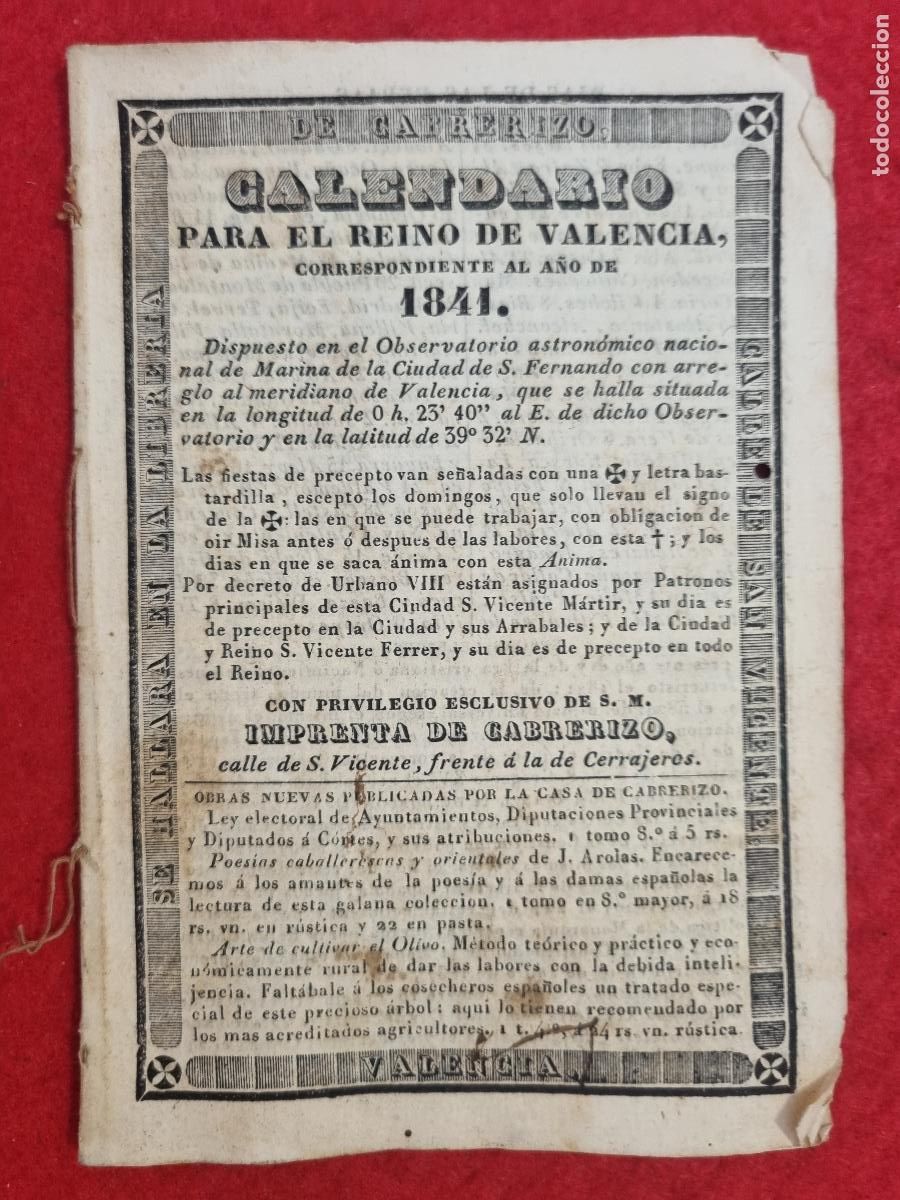 DE CABRERIZO,
CALENDARIO
PARA EL REINO DE VALENCIA,
CORRESPONDIENTE AL AÑO DE
1841.
Dispuesto en el Observatorio astronómico nacio-
nal de Marina de la Ciudad de S. Fernando con arre-
glo al meridiano de Valencia, que se halla situada
en la longitud de 0 h. 23' 40'' al E. de dicho Obser-
vatorio y en la latitud de 39º 32' N.
Las fiestas de precepto van señaladas con una ✠ y letra bas-
tardilla, escepto los domingos, que solo llevan el signo
de la ✠: las en que se puede trabajar, con obligacion de
oir Misa antes ó despues de las labores, con esta †; y los
dias en que se saca ánima con esta Ánima.
Por decreto de Urbano VIII están asignados por Patronos
principales de esta Ciudad S. Vicente Mártir, y su dia es
de precepto en la Ciudad y sus Arrabales; y de la Ciudad
y Reino S. Vicente Ferrer, y su dia es de precepto en todo
el Reino.
CON PRIVILEGIO ESCLUSIVO DE S. M.
IMPRENTA DE CABRERIZO,
calle de S. Vicente, frente á la de Cerrajeros.
OBRAS NUEVAS PUBLICADAS POR LA CASA DE CABRERIZO.
Ley electoral de Ayuntamientos, Diputaciones Provinciales
y Diputados á Córtes, y sus atribuciones. 1 tomo 8.º á 5 rs.
Poesías caballerescas y orientales de J. Arolas. Encarece-
mos á los amantes de la poesía y á las damas españolas la
lectura de esta galana coleccion. 1 tomo en 8.º mayor, á 18
rs. vn. en rústica y 22 en pasta.
Arte de cultivar el Olivo. Método teórico y práctico y eco-
nómicamente rural de dar las labores con la debida inteli-
jencia. Faltábale á los cosecheros españoles un tratado espe-
cial de este precioso árbol: aqui lo tienen recomendado por
los mas acreditados agricultores. 1 t. 4º, á 14 rs. vn. rústica
VALENCIA.
SE HALLARA EN LA LIBRERIA
CALLE DE SAN VICENTE.
todocoleccion